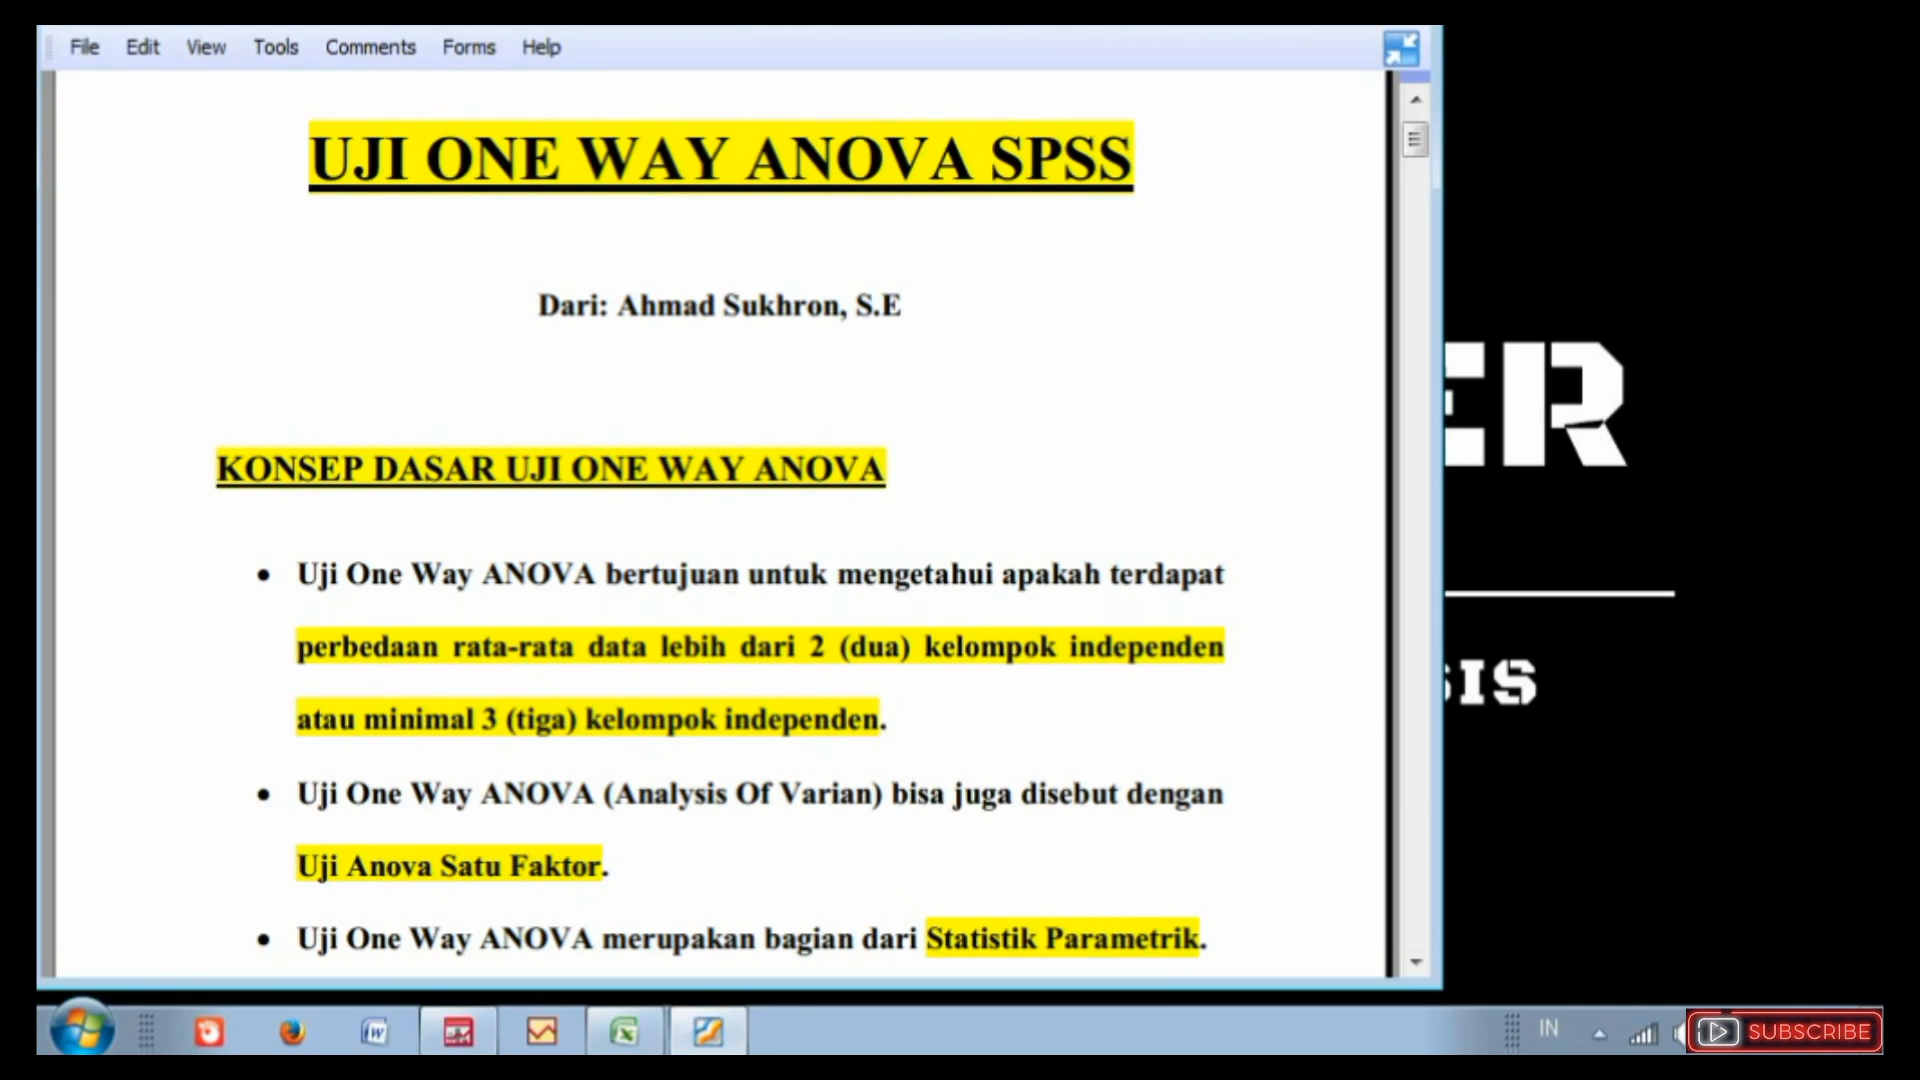 File Edit View Tools Comments Forms Help
UJI ONE WAY ANOVA SPSS
Dari: Ahmad Sukhron, S.E
KONSEP DASAR UJI ONE WAY ANOVA
• Uji One Way ANOVA bertujuan untuk mengetahui apakah terdapat
perbedaan rata-rata data lebih dari 2 (dua) kelompok independen
atau minimal 3 (tiga) kelompok independen.
• Uji One Way ANOVA (Analysis Of Varian) bisa juga disebut dengan
Uji Anova Satu Faktor.
• Uji One Way ANOVA merupakan bagian dari Statistik Parametrik.
ER
SIS
IN
SUBSCRIBE